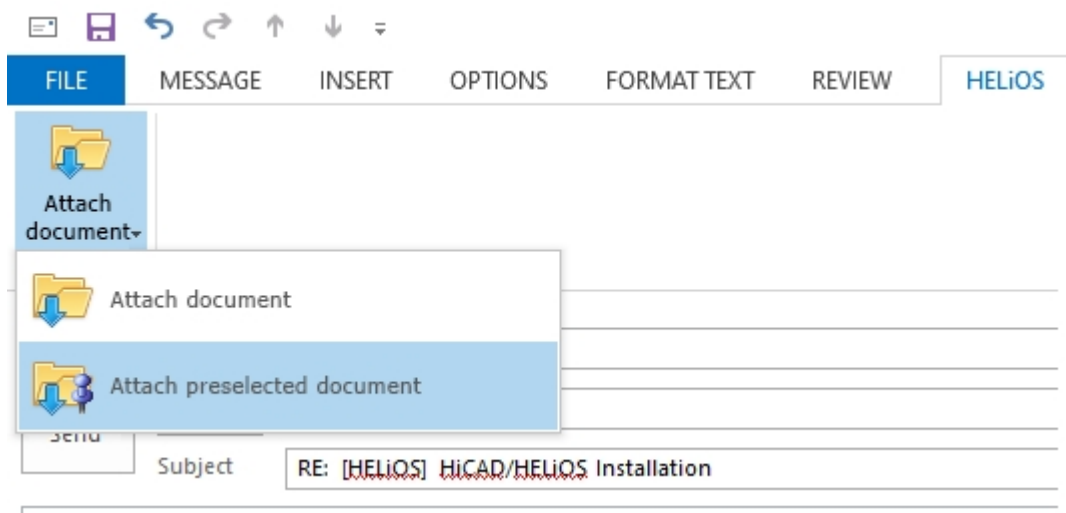 FILE MESSAGE INSERT OPTIONS FORMAT TEXT REVIEW HELiOS
Attach
document
Attach document
Attach preselected document
Send
Subject RE: [HELiOS] HiCAD/HELiOS Installation